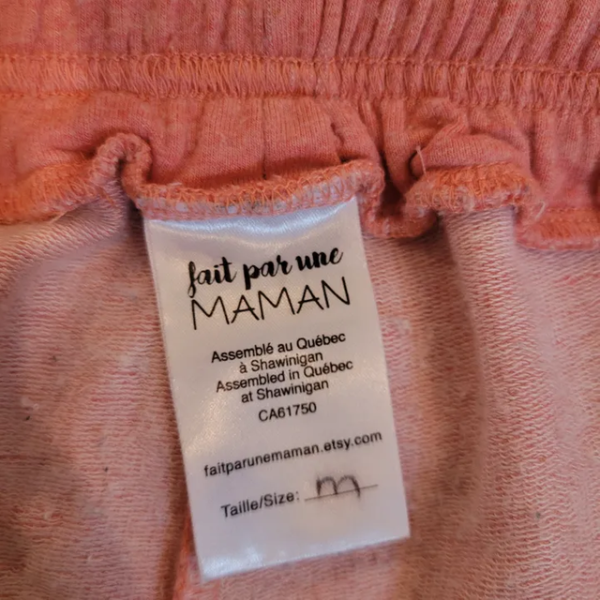 fait par une
MAMAN
Assemblé au Québec
à Shawinigan
Assembled in Québec
at Shawinigan
CA61750
faitparunemaman.etsy.com
Taille/Size: m